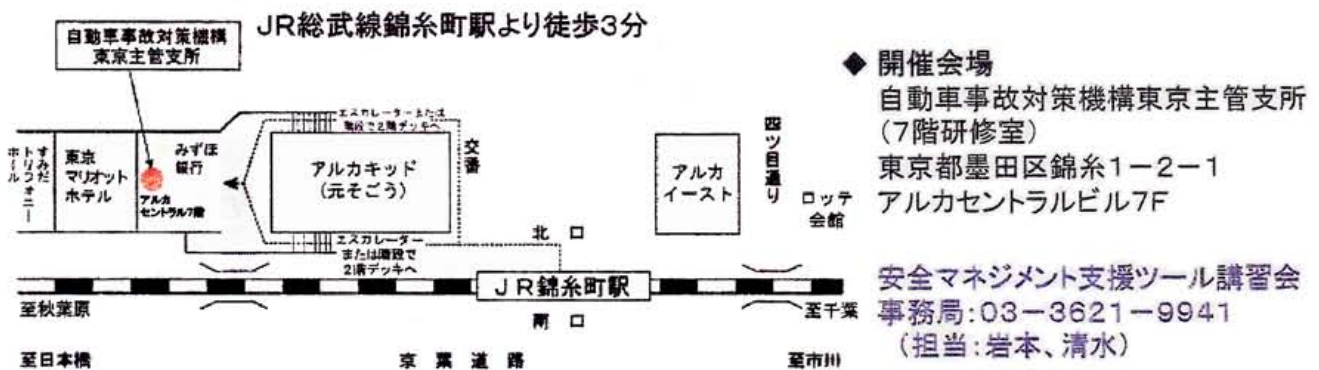 JR総武線錦糸町駅より徒歩3分
自動車事故対策機構
東京主管支所
すみだ
トリフォニー
ホール
東京
マリオット
ホテル
みずほ
銀行
アルカ
セントラル7階
エスカレーターまたは
階段で2階デッキへ
アルカキッド
(元そごう)
エスカレーター
または階段で
2階デッキへ
交番
北口
アルカ
イースト
四ツ目通り
ロッテ
会館
JR錦糸町駅
至秋葉原
至千葉
南口
至日本橋
京葉道路
至市川
◆ 開催会場
自動車事故対策機構東京主管支所
(7階研修室)
東京都墨田区錦糸1-2-1
アルカセントラルビル7F
安全マネジメント支援ツール講習会
事務局:03-3621-9941
(担当:岩本、清水)